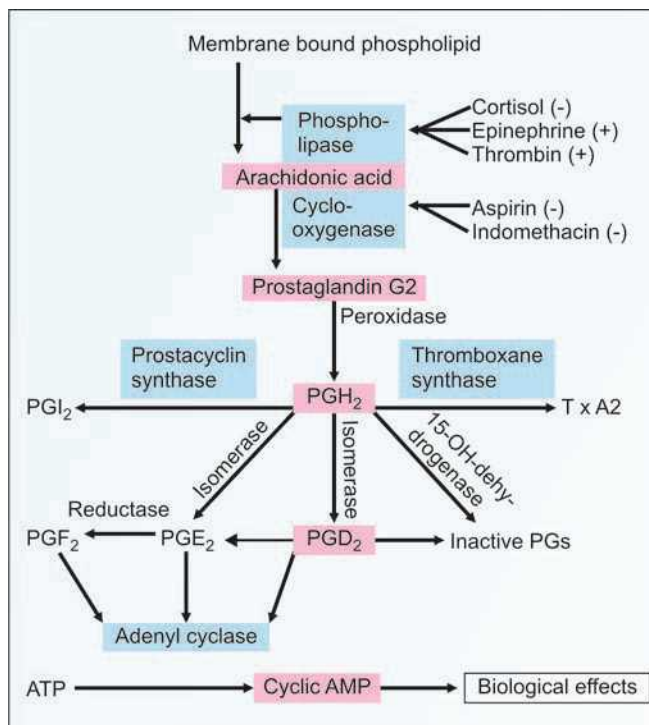 Membrane bound phospholipid
Phospho-
lipase
Cortisol (-)
Epinephrine (+)
Thrombin (+)
Arachidonic acid
Cyclo-
oxygenase
Aspirin (-)
Indomethacin (-)
Prostaglandin G2
Peroxidase
Prostacyclin
synthase
Thromboxane
synthase
PGI₂
PGH₂
T x A2
Isomerase
Isomerase
15-OH-dehy-
drogenase
Reductase
PGF₂
PGE₂
PGD₂
Inactive PGs
Adenyl cyclase
ATP
Cyclic AMP
Biological effects